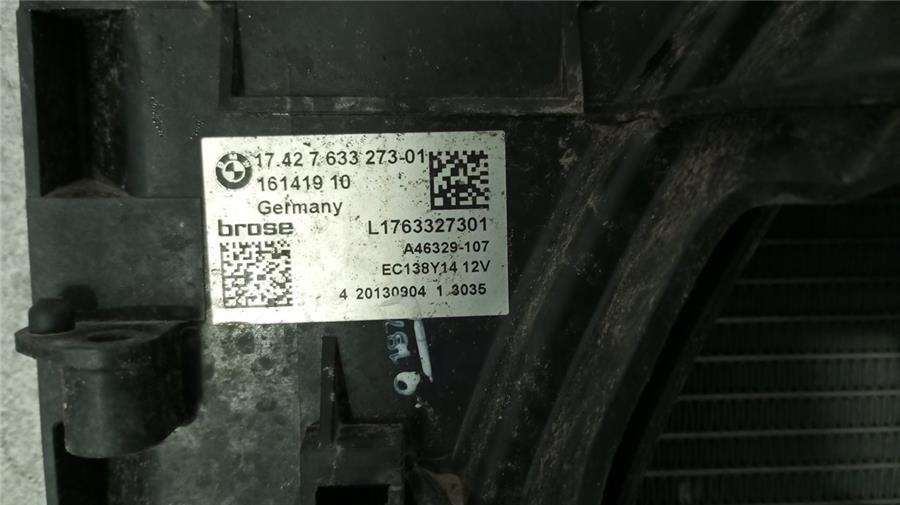 17.42 7 633 273-01
161419 10
Germany
brose
L1763327301
A46329-107
EC138Y14 12V
4 20130904 1 3035